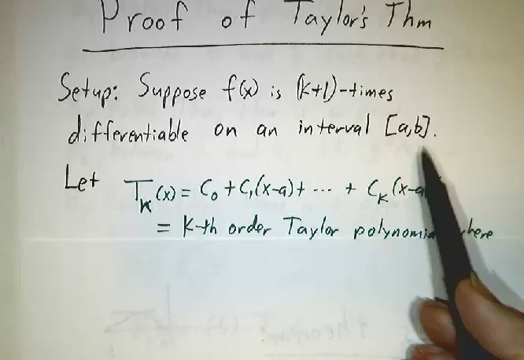 Proof of Taylor's Thm
Setup: Suppose f(x) is (k+1)-times
differentiable on an interval [a,b].
Let T_k(x) = C_0 + C_1(x-a) + ... + C_k(x-a)
= k-th order Taylor polynomial where